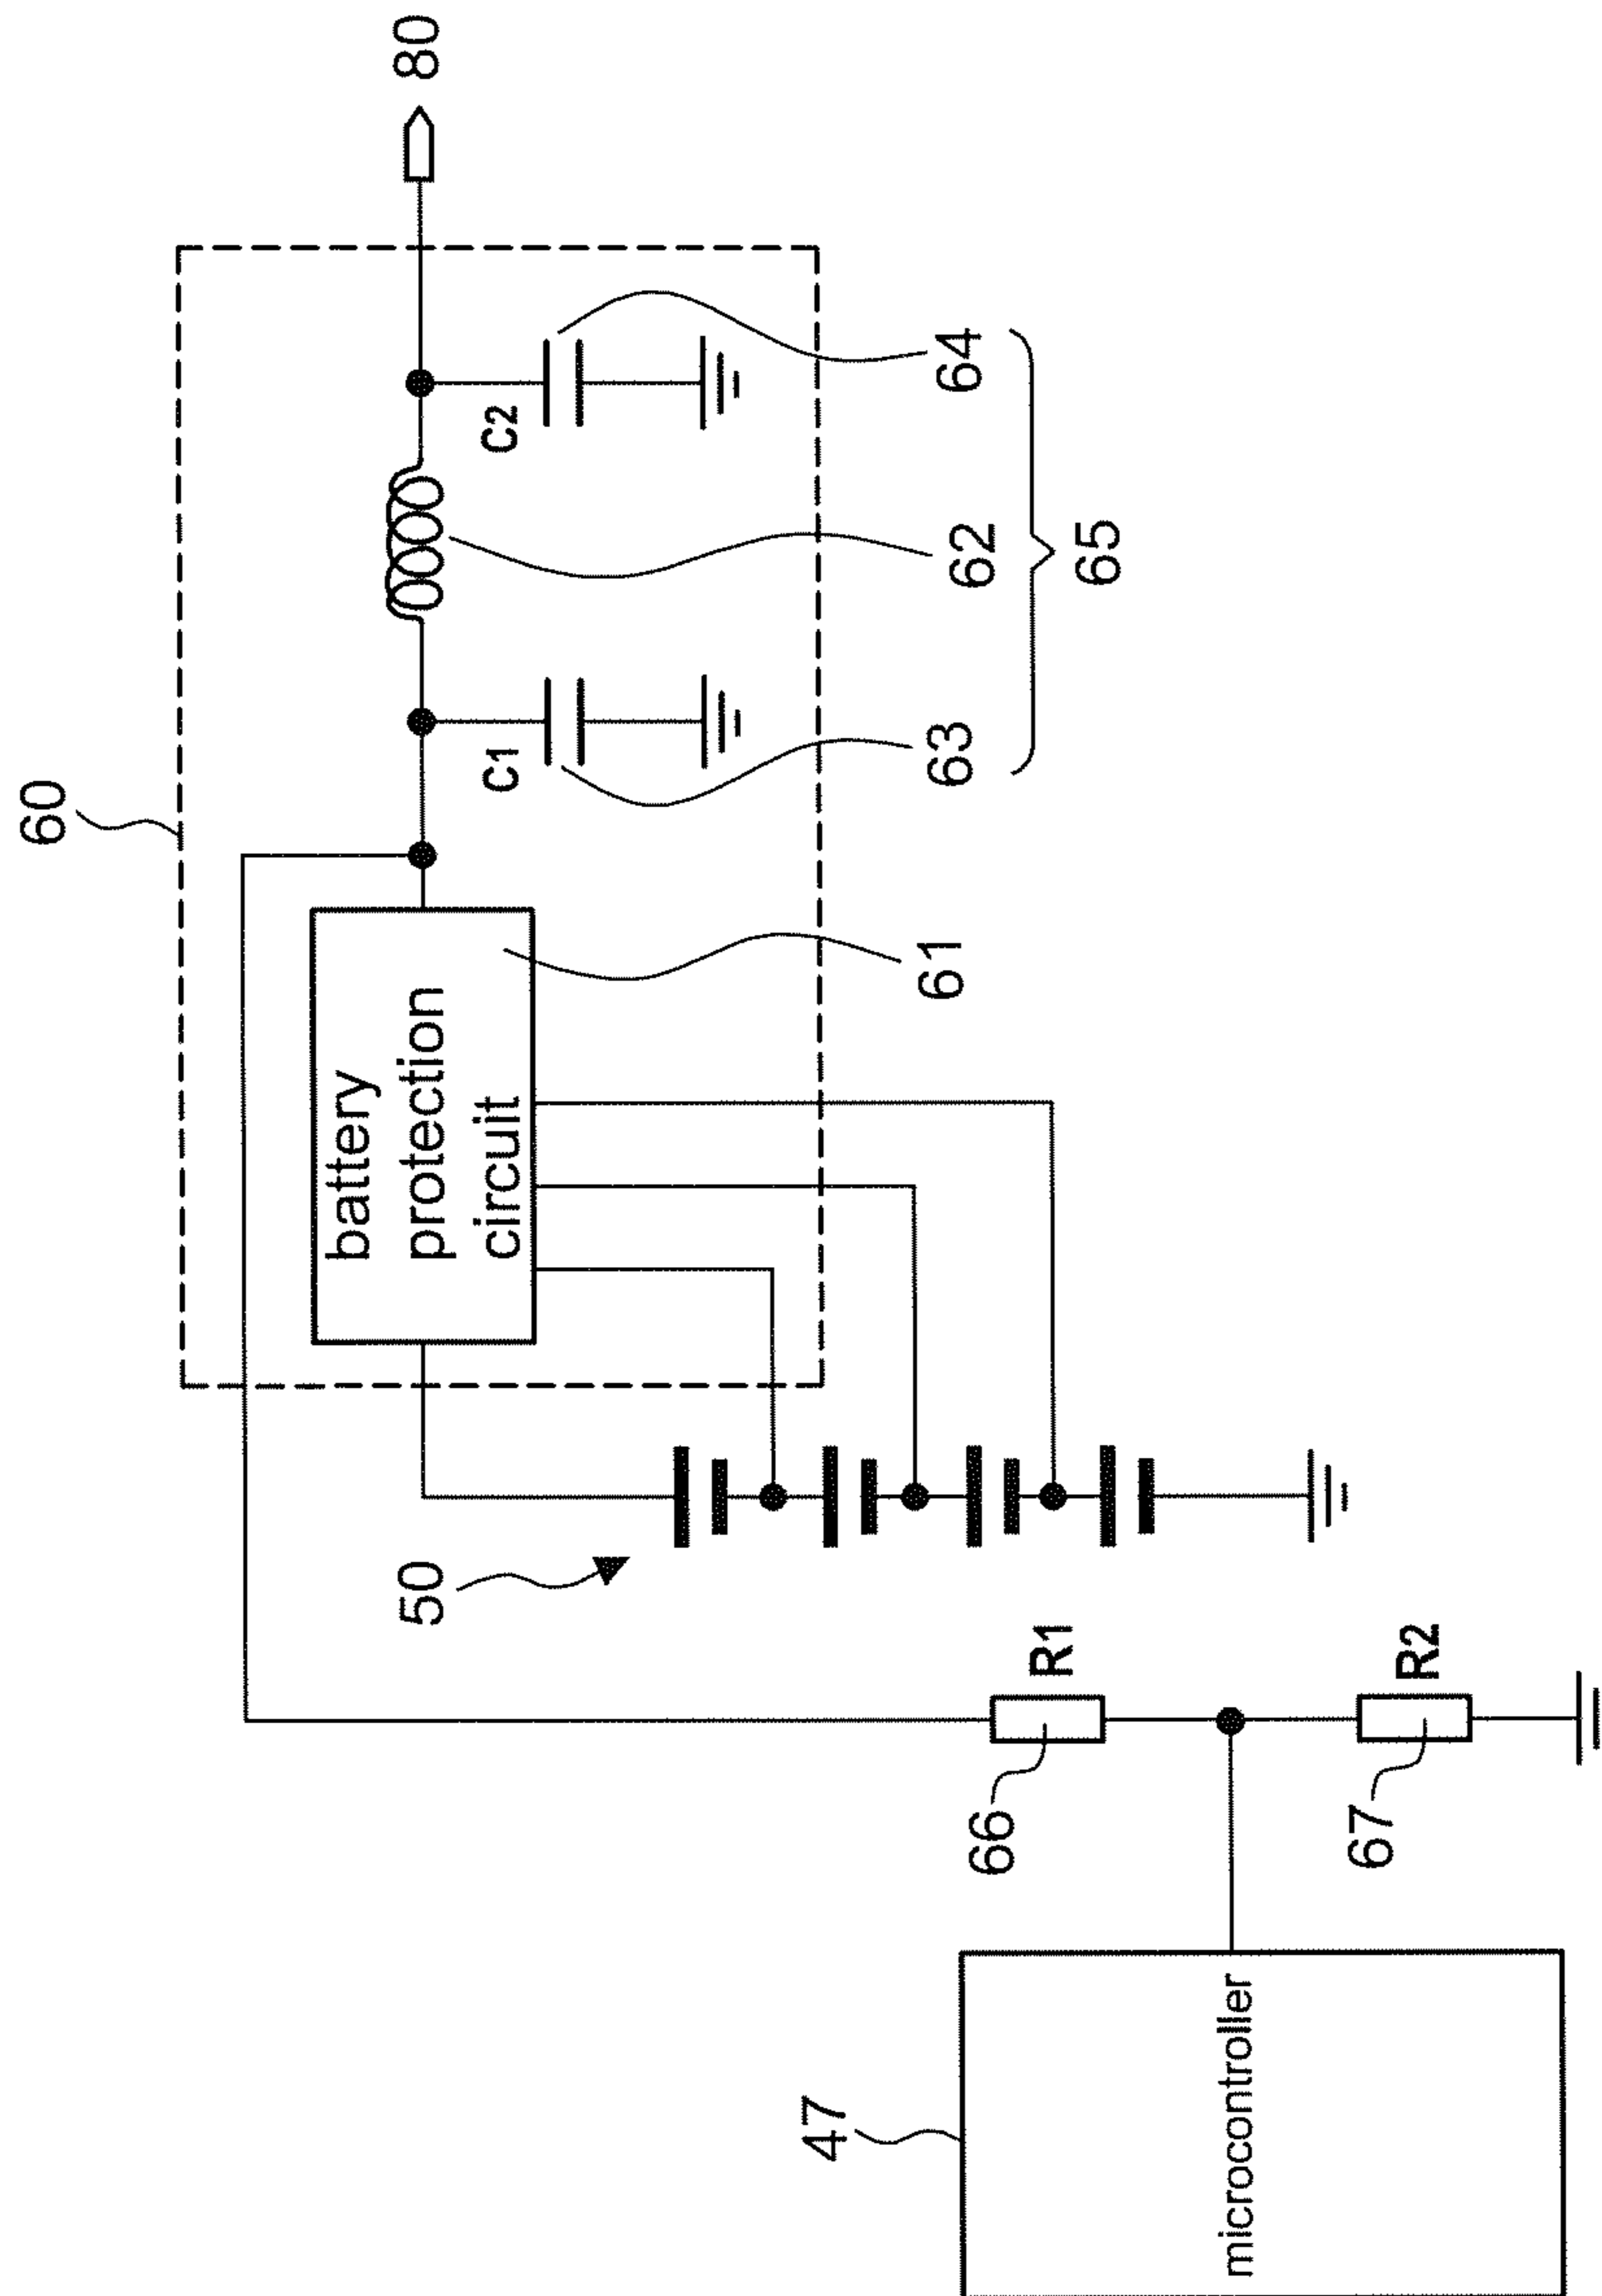 60
80
battery
protection
circuit
C1
C2
61
63
62
64
65
50
R1
66
R2
67
47
microcontroller